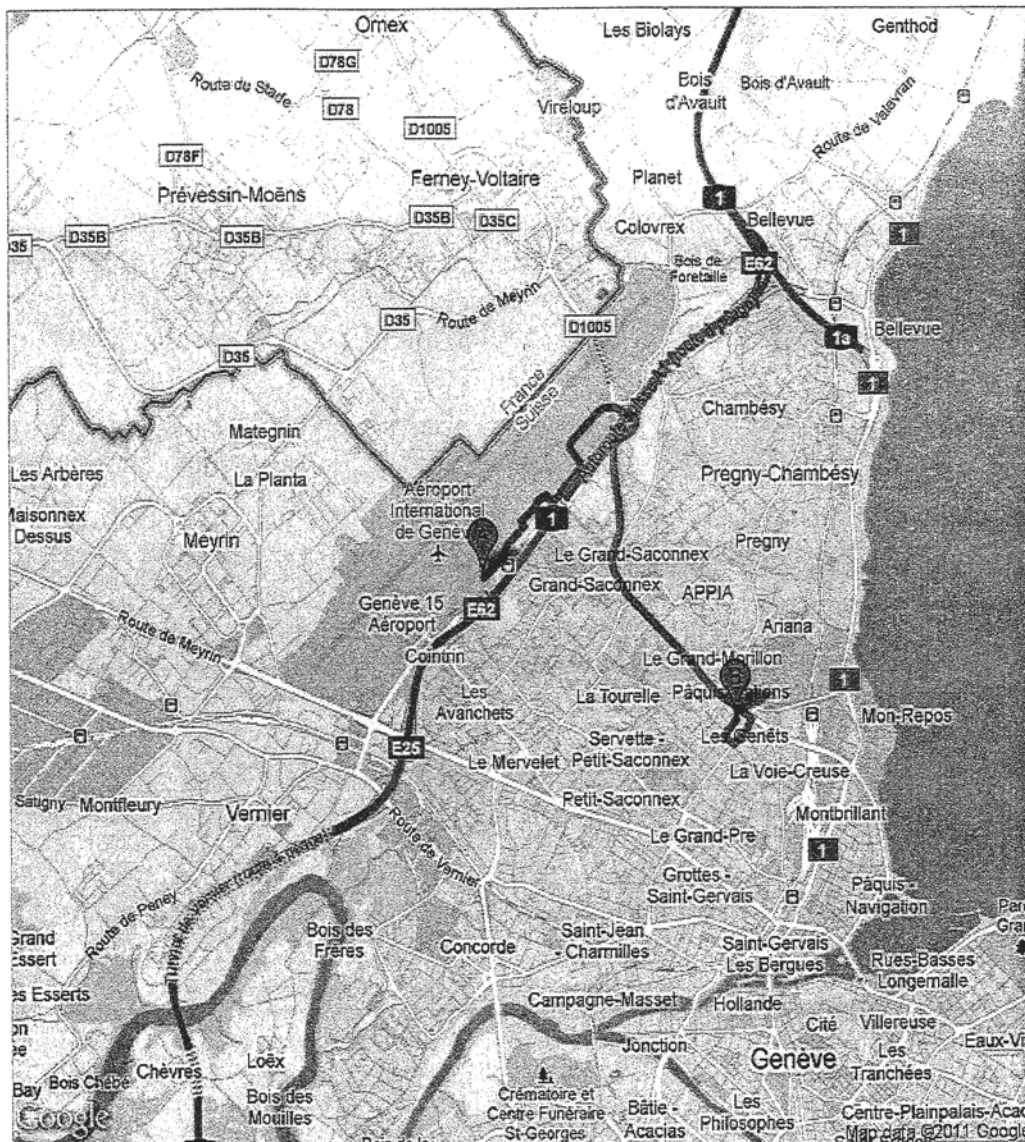 Ornex
Les Biolays
Genthod
D78G
Route du Stade
Bois
d'Avault
Bois d'Avault
D78
Vireloup
D1005
Route de Valavran
D78F
Ferney-Voltaire
Planet
Prévessin-Moëns
1
D35B
D35C
Bellevue
Colovrex
1
D35
D35B
D35B
Bois de
Foretaille
E62
Route de Meyrin
D35
D1005
Bellevue
1a
D35
France
Suisse
1
Chambésy
Mategnin
Les Arbères
La Planta
Pregny-Chambésy
Aéroport
International
de Genève
Maisonnex
Dessus
Meyrin
1
A
Pregny
Le Grand-Saconnex
Grand-Saconnex
APPIA
Genève 15
Aéroport
E62
Route de Meyrin
Ariana
Cointrin
Le Grand-Morillon
B
1
Les
Avanchets
La Tourelle
Mon-Repos
E25
Servette -
Petit-Saconnex
Les Genêts
Le Mervelet
La Voie-Creuse
Satigny
Montfleury
Vernier
Petit-Saconnex
Montbrillant
Le Grand-Pre
1
Route de Vernier
Grottes -
Saint-Gervais
Pâquis -
Navigation
Route de Peney
Bois des
Frères
Concorde
Saint-Jean
- Charmilles
Grand
Essert
Saint-Gervais
Les Bergues
Rues-Basses
Longemalle
es Esserts
Campagne-Masset
Hollande
Cité
Villereuse
Jonction
Eaux-Vi
Genève
Les
Tranchées
Chèvres
Loëx
Bay
Bois Chébé
Bois des
Mouilles
Crématoire et
Centre Funéraire
St-Georges
Bâtie -
Acacias
Les
Philosophes
Google
Centre-Plainpalais-Acac
Map data ©2011 Google